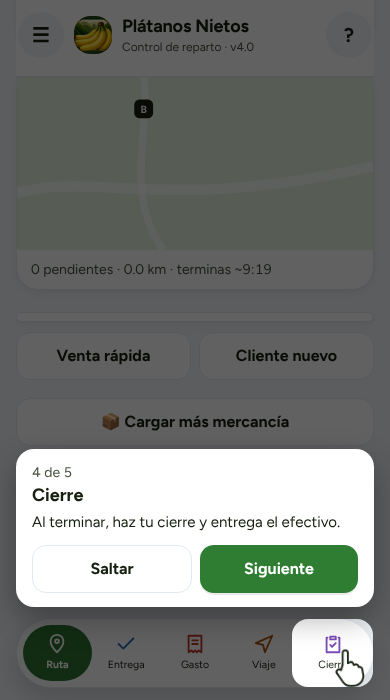 ☰
Plátanos Nietos
Control de reparto · v4.0
?
B
0 pendientes · 0.0 km · terminas ~9:19
Venta rápida
Cliente nuevo
📦 Cargar más mercancía
4 de 5
Cierre
Al terminar, haz tu cierre y entrega el efectivo.
Saltar
Siguiente
Ruta
Entrega
Gasto
Viaje